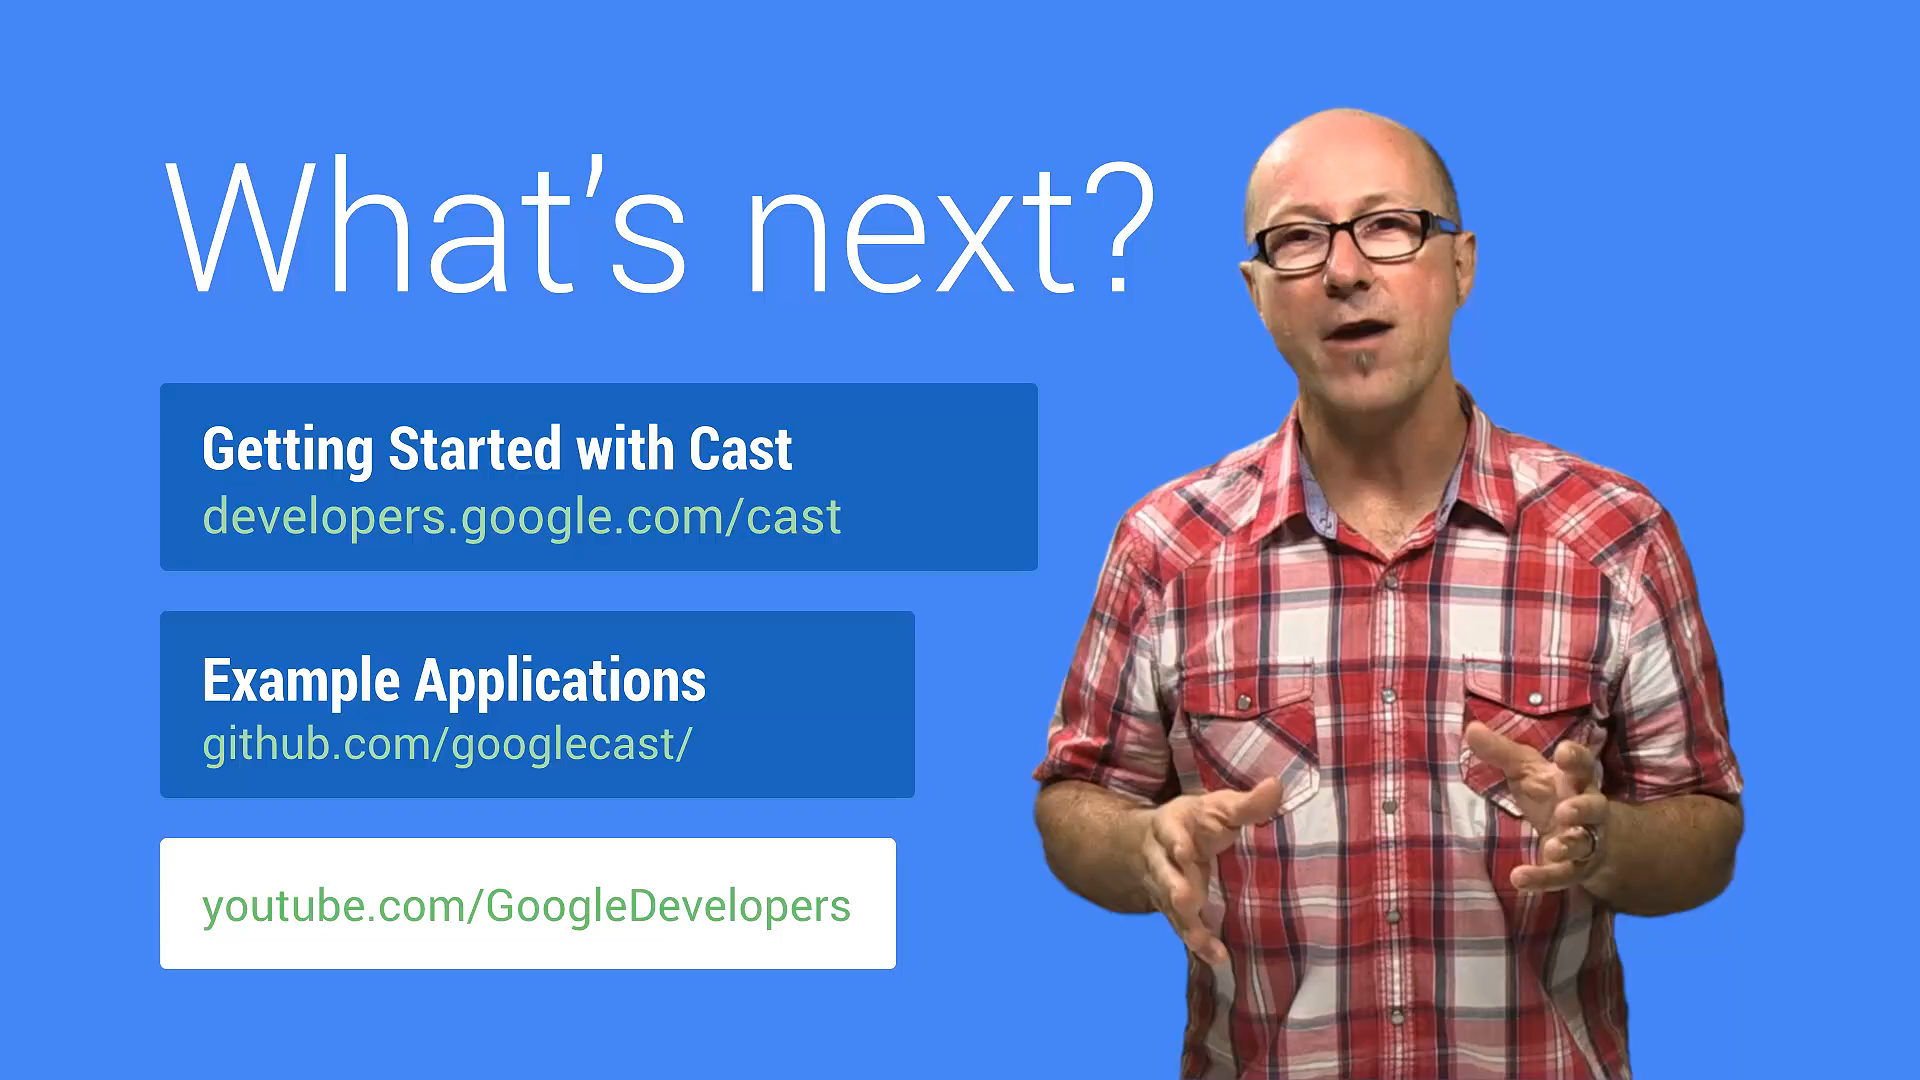 What's next?
Getting Started with Cast
developers.google.com/cast
Example Applications
github.com/googlecast/
youtube.com/GoogleDevelopers